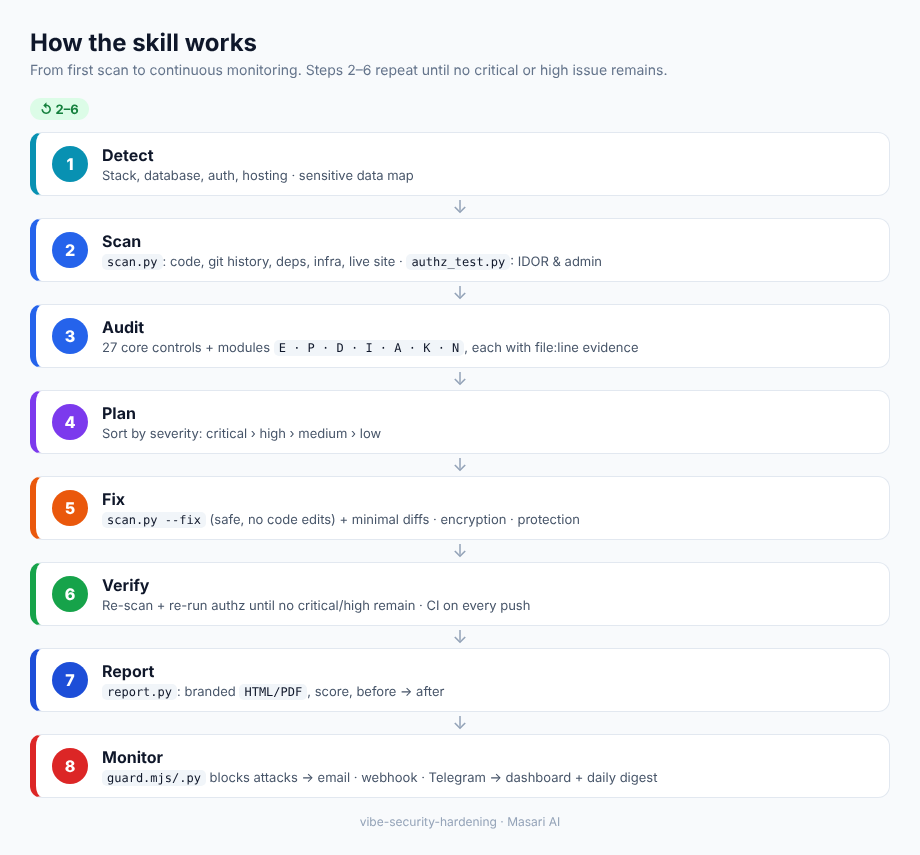 How the skill works
From first scan to continuous monitoring. Steps 2–6 repeat until no critical or high issue remains.
↺ 2–6
1
Detect
Stack, database, auth, hosting · sensitive data map
↓
2
Scan
scan.py: code, git history, deps, infra, live site · authz_test.py: IDOR & admin
↓
3
Audit
27 core controls + modules E · P · D · I · A · K · N, each with file:line evidence
↓
4
Plan
Sort by severity: critical › high › medium › low
↓
5
Fix
scan.py --fix (safe, no code edits) + minimal diffs · encryption · protection
↓
6
Verify
Re-scan + re-run authz until no critical/high remain · CI on every push
↓
7
Report
report.py: branded HTML/PDF, score, before → after
↓
8
Monitor
guard.mjs/.py blocks attacks → email · webhook · Telegram → dashboard + daily digest
vibe-security-hardening · Masari AI